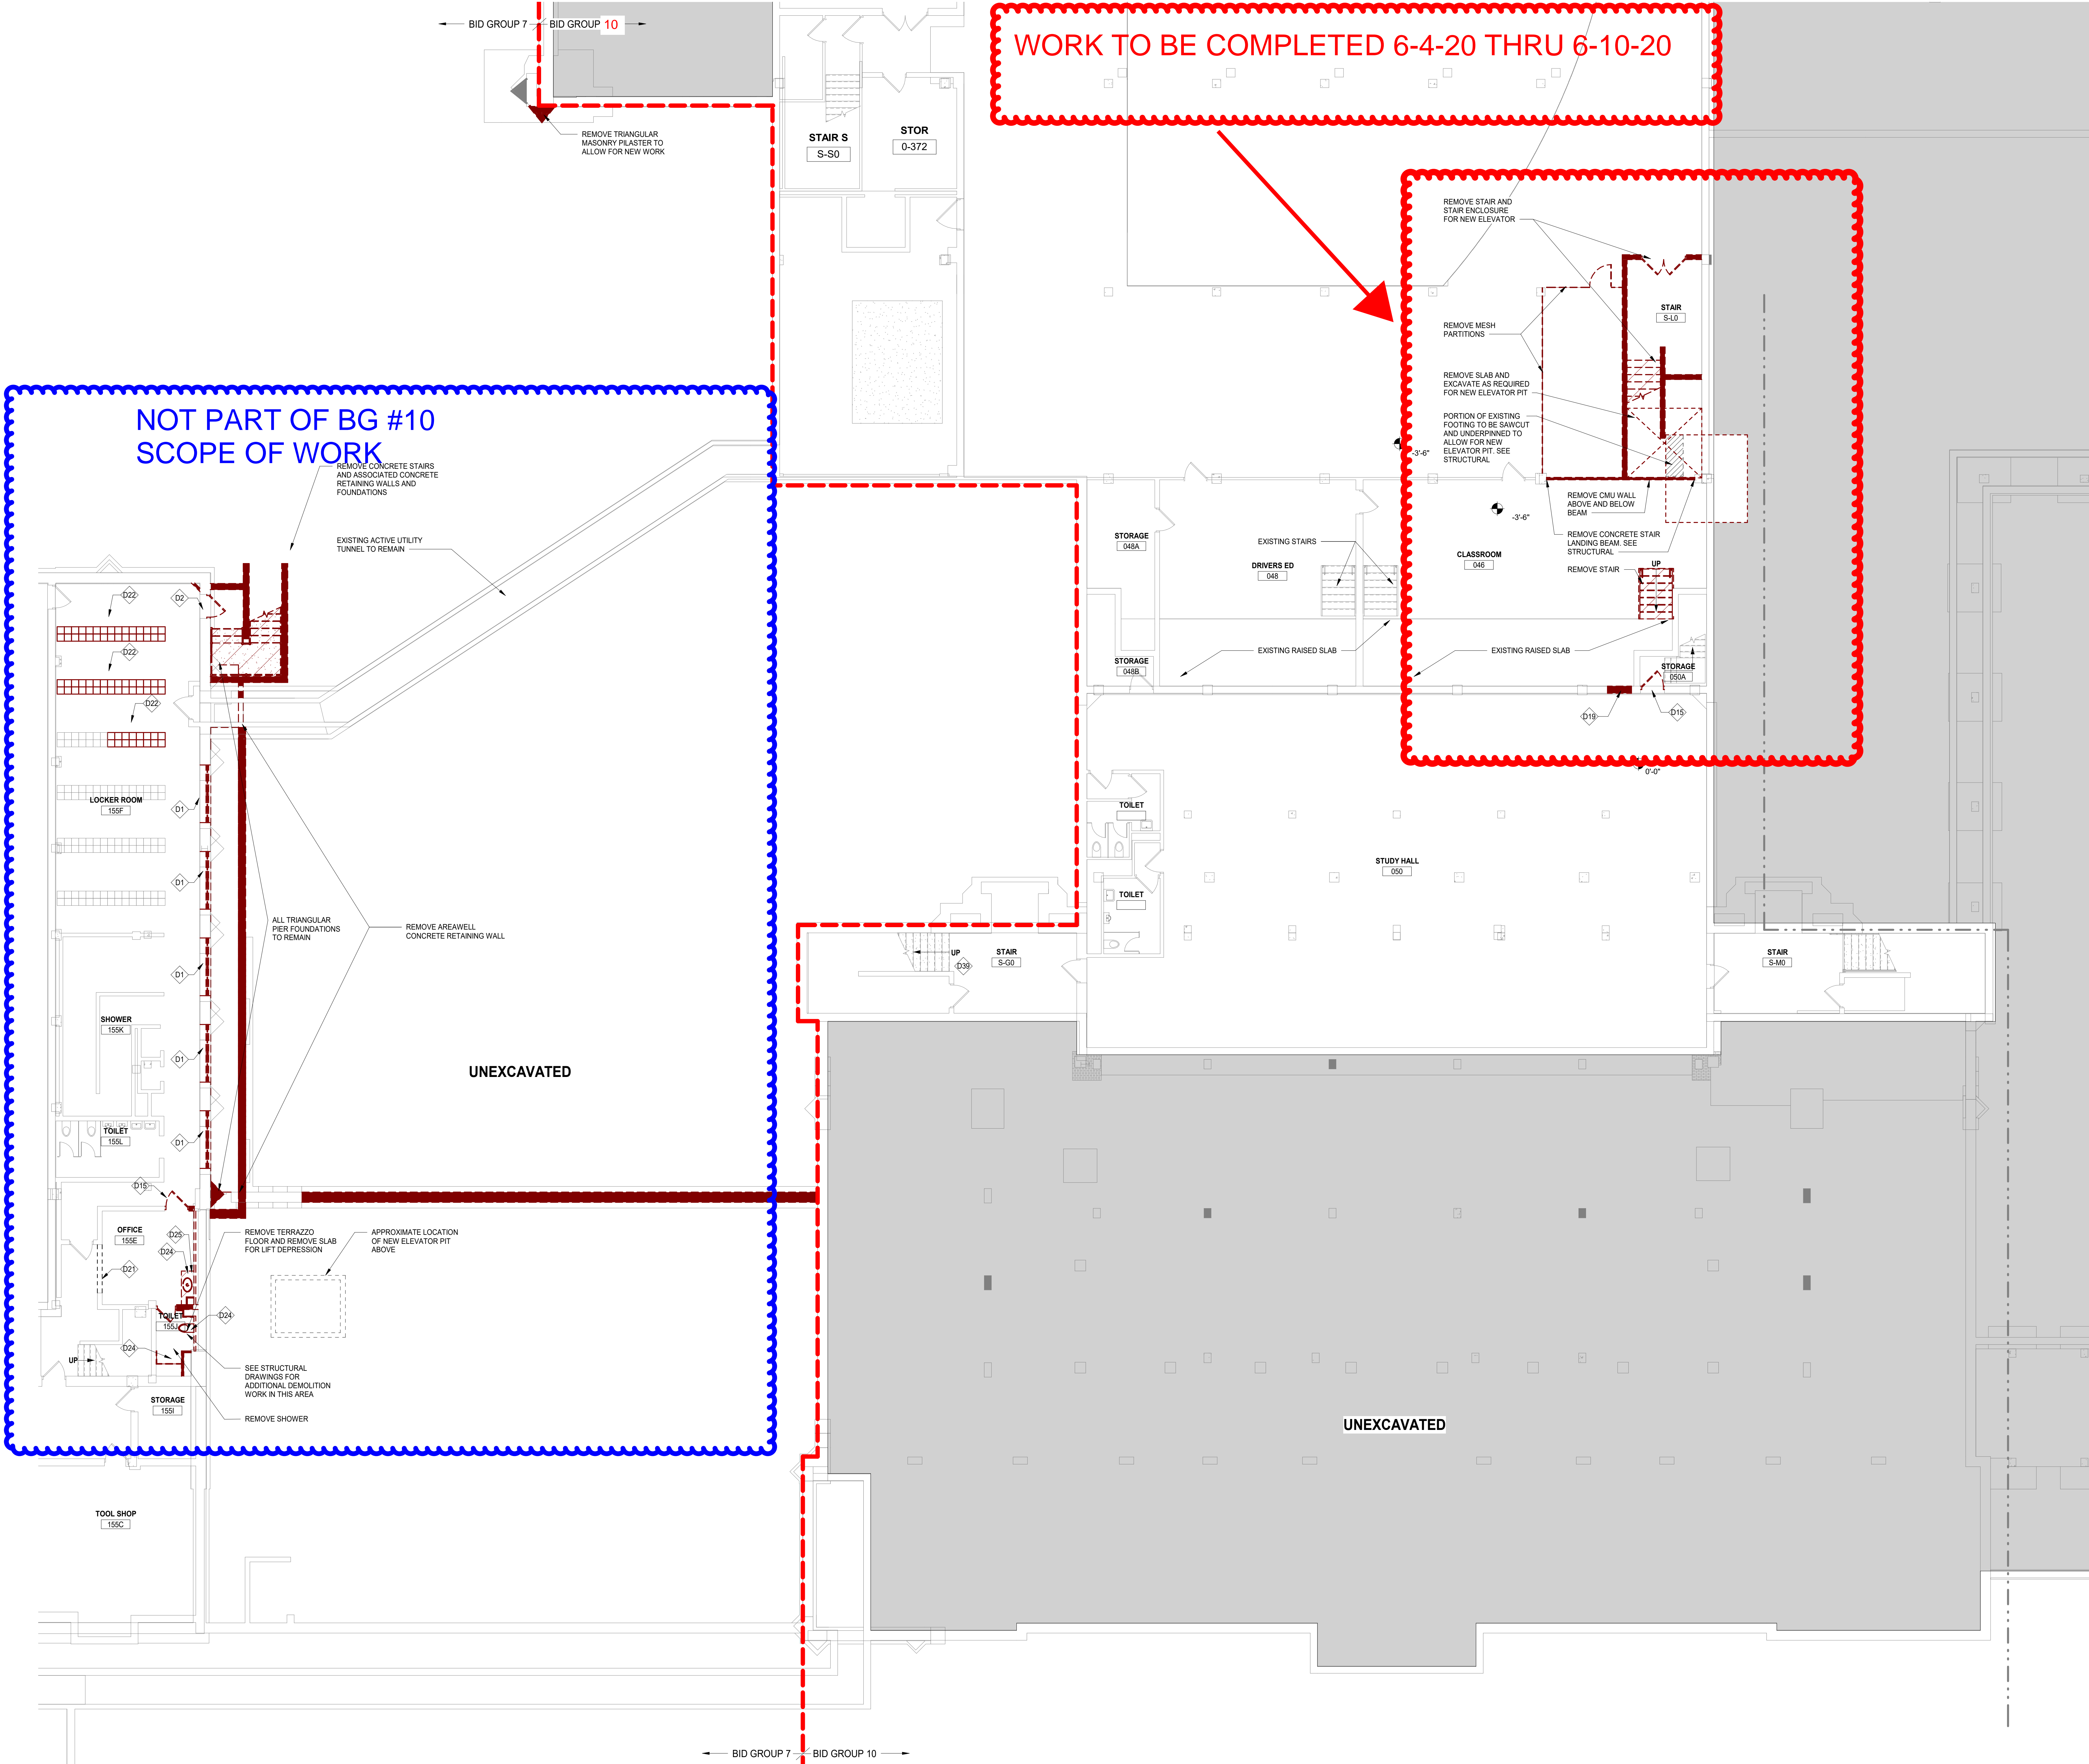 BID GROUP 7
BID GROUP 10
WORK TO BE COMPLETED 6-4-20 THRU 6-10-20
REMOVE TRIANGULAR
MASONRY PILASTER TO
ALLOW FOR NEW WORK
STAIR S
S-S0
STOR
0-372
REMOVE STAIR AND
STAIR ENCLOSURE
FOR NEW ELEVATOR
STAIR
S-L0
REMOVE MESH
PARTITIONS
REMOVE SLAB AND
EXCAVATE AS REQUIRED
FOR NEW ELEVATOR PIT
PORTION OF EXISTING
FOOTING TO BE SAWCUT
AND UNDERPINNED TO
ALLOW FOR NEW
ELEVATOR PIT. SEE
STRUCTURAL
-3'-6"
-3'-6"
REMOVE CMU WALL
ABOVE AND BELOW
BEAM
REMOVE CONCRETE STAIR
LANDING BEAM. SEE
STRUCTURAL
REMOVE STAIR
UP
NOT PART OF BG #10
SCOPE OF WORK
REMOVE CONCRETE STAIRS
AND ASSOCIATED CONCRETE
RETAINING WALLS AND
FOUNDATIONS
EXISTING ACTIVE UTILITY
TUNNEL TO REMAIN
STORAGE
048A
DRIVERS ED
048
EXISTING STAIRS
CLASSROOM
046
EXISTING RAISED SLAB
EXISTING RAISED SLAB
STORAGE
048B
STORAGE
050A
D19
D15
0'-0"
D22
D2
D22
D22
LOCKER ROOM
155F
D1
D1
D1
D1
D1
ALL TRIANGULAR
PIER FOUNDATIONS
TO REMAIN
REMOVE AREAWELL
CONCRETE RETAINING WALL
SHOWER
155K
UNEXCAVATED
TOILET
155L
TOILET
TOILET
STUDY HALL
050
UP
D39
STAIR
S-G0
STAIR
S-M0
D15
OFFICE
155E
D25
D24
D21
REMOVE TERRAZZO
FLOOR AND REMOVE SLAB
FOR LIFT DEPRESSION
APPROXIMATE LOCATION
OF NEW ELEVATOR PIT
ABOVE
TOILET
155J
D24
D24
UP
SEE STRUCTURAL
DRAWINGS FOR
ADDITIONAL DEMOLITION
WORK IN THIS AREA
STORAGE
155I
REMOVE SHOWER
UNEXCAVATED
TOOL SHOP
155C
BID GROUP 7
BID GROUP 10